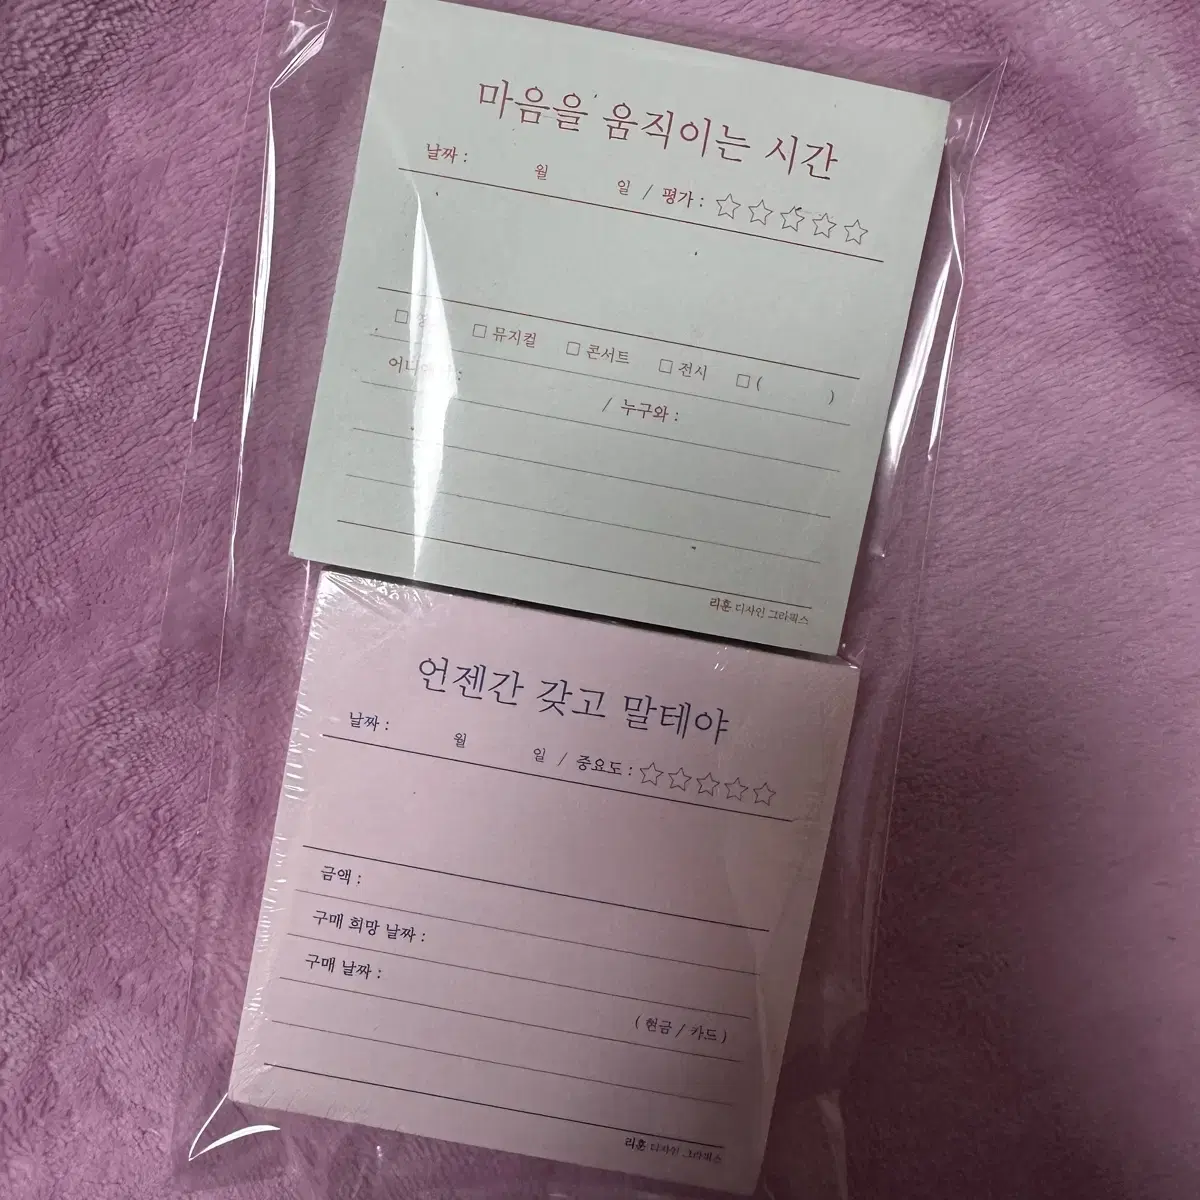 마음을 움직이는 시간
날짜 : 월 일 / 평가 : ☆☆☆☆☆
□ □ 뮤지컬 □ 콘서트 □ 전시 □ ( )
/ 누구와 :
리훈 디자인 그라픽스
언젠간 갖고 말테야
날짜 : 월 일 / 중요도 : ☆☆☆☆☆
금액 :
구매 희망 날짜 :
구매 날짜 :
( 현금 / 카드 )
리훈 디자인 그라픽스